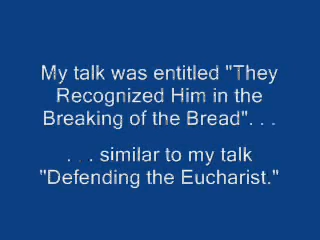 My talk was entitled "They
Recognized Him in the
Breaking of the Bread". . .
. . . similar to my talk
"Defending the Eucharist."